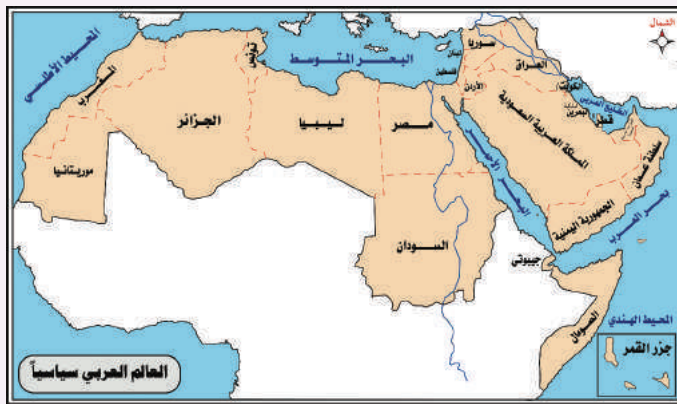 الشمال
المحيط الأطلسي
البحر المتوسط
تونس
المغرب
الجزائر
ليبيا
مصر
موريتانيا
السودان
سوريا
لبنان
فلسطين
الأردن
العراق
الكويت
الخليج العربي
البحرين
قطر
المملكة العربية السعودية
سلطنة عمان
البحر الأحمر
الجمهورية اليمنية
بحر العرب
جيبوتي
الصومال
المحيط الهندي
جزر القمر
العالم العربي سياسياً